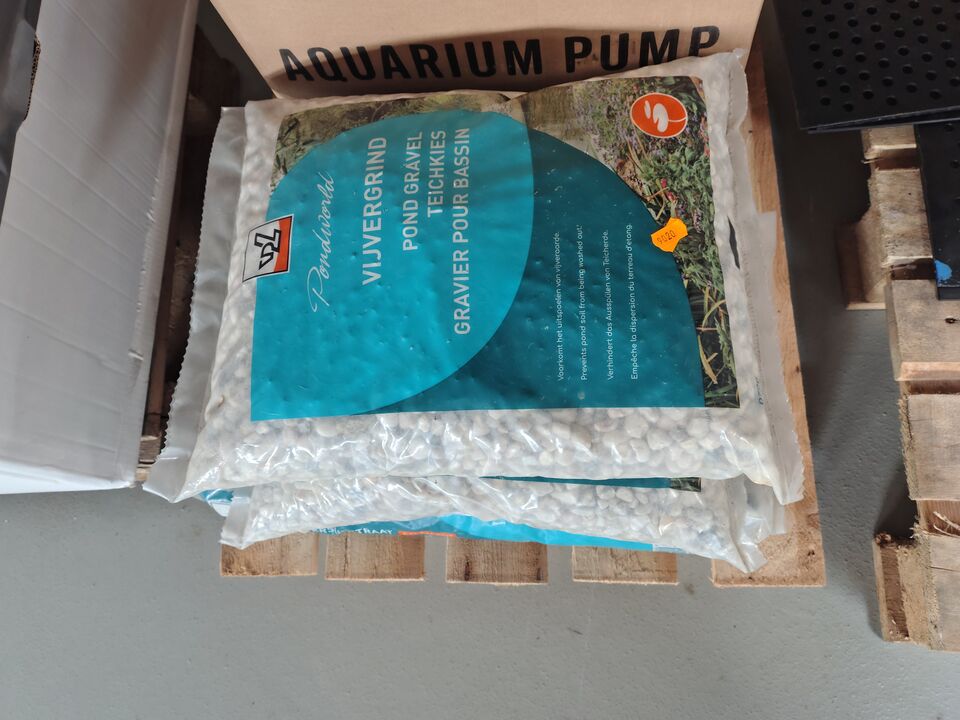 AQUARIUM PUMP
Pondworld
VIJVERGRIND
POND GRAVEL
TEICHKIES
GRAVIER POUR BASSIN
Voorkomt het uitspoelen van vijveraarde.
Prevents pond soil from being washed out!
Verhindert das Ausspülen von Teicherde.
Empêche la dispersion du terreau d'étang.
TRAAT